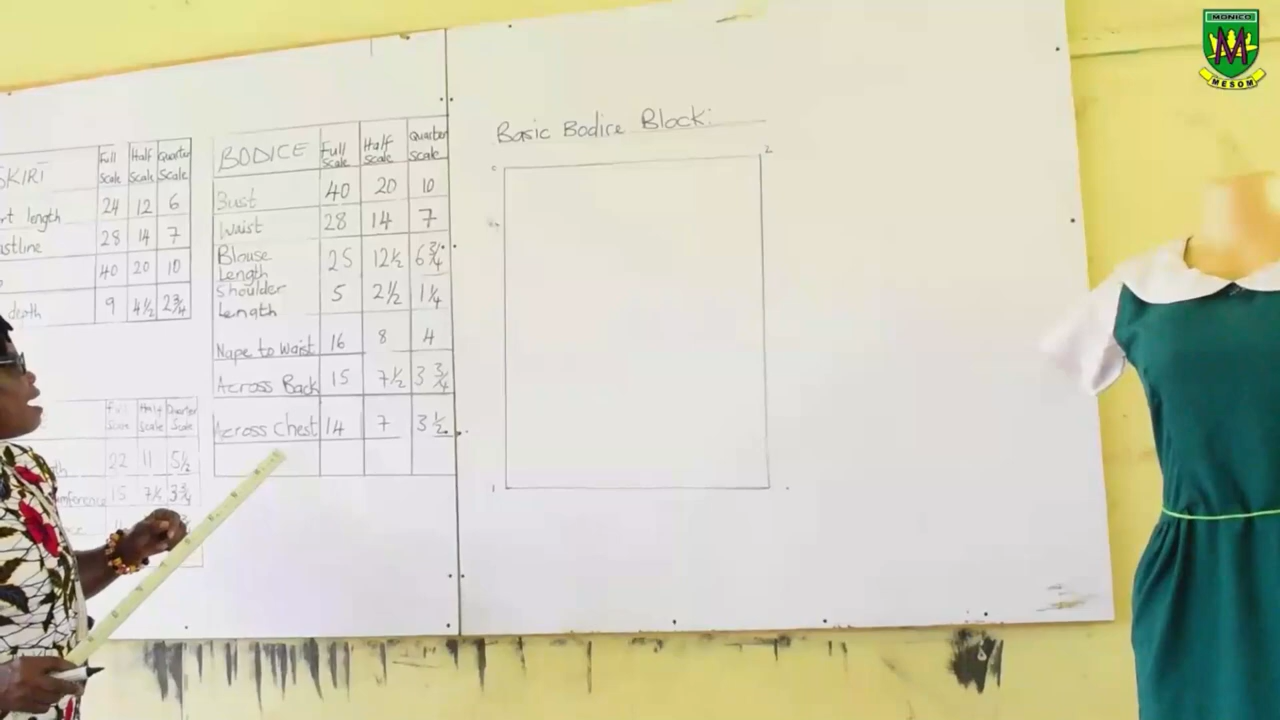 MONICO
M
MESOM
Basic Bodice Block:
SKIRT Full Scale Half Scale Quarter Scale
length 24 12 6
28 14 7
40 20 10
9 4½ 2¾
BODICE Full Scale Half Scale Quarter Scale
Bust 40 20 10
Waist 28 14 7
Blouse Length 25 12½ 6¾
Shoulder Length 5 2½ 1¼
Nape to Waist 16 8 4
Across Back 15 7½ 3¾
Across Chest 14 7 3½
Full Scale Half Scale Quarter Scale
22 11 5½
15 7½ 3¾